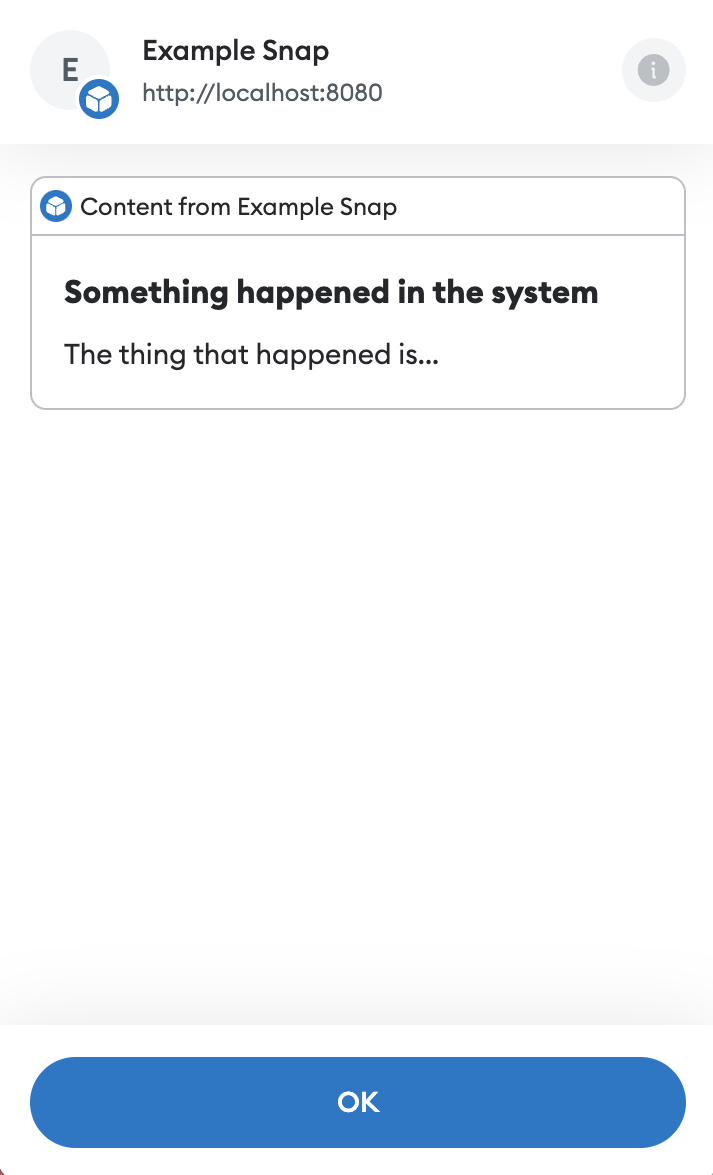 E
Example Snap
http://localhost:8080
Content from Example Snap
Something happened in the system
The thing that happened is...
OK